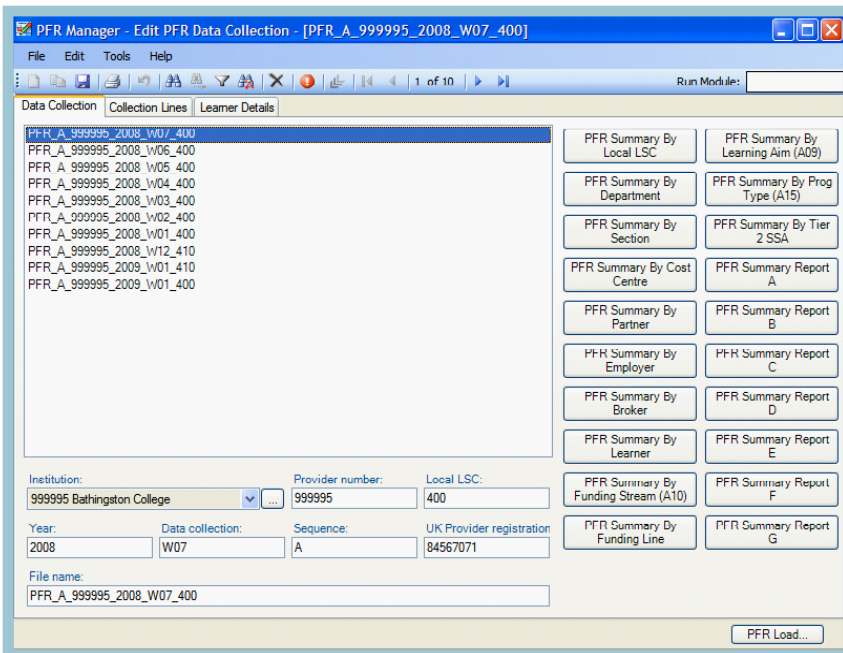 PFR Manager - Edit PFR Data Collection - [PFR_A_999995_2008_W07_400]
File Edit Tools Help
1 of 10 Run Module:
Data Collection Collection Lines Learner Details
PFR_A_999995_2008_W07_400
PFR_A_999995_2008_W06_400
PFR_A_999995_2008_W05_400
PFR_A_999995_2008_W04_400
PFR_A_999995_2008_W03_400
PFR_A_999995_2008_W02_400
PFR_A_999995_2008_W01_400
PFR_A_999995_2008_W12_410
PFR_A_999995_2009_W01_410
PFR_A_999995_2009_W01_400
PFR Summary By Local LSC
PFR Summary By Learning Aim (A09)
PFR Summary By Department
PFR Summary By Prog Type (A15)
PFR Summary By Section
PFR Summary By Tier 2 SSA
PFR Summary By Cost Centre
PFR Summary Report A
PFR Summary By Partner
PFR Summary Report B
PFR Summary By Employer
PFR Summary Report C
PFR Summary By Broker
PFR Summary Report D
PFR Summary By Learner
PFR Summary Report E
PFR Summary By Funding Stream (A10)
PFR Summary Report F
PFR Summary By Funding Line
PFR Summary Report G
Institution: Provider number: Local LSC:
999995 Bathingston College ... 999995 400
Year: Data collection: Sequence: UK Provider registration
2008 W07 A 84567071
File name:
PFR_A_999995_2008_W07_400
PFR Load...